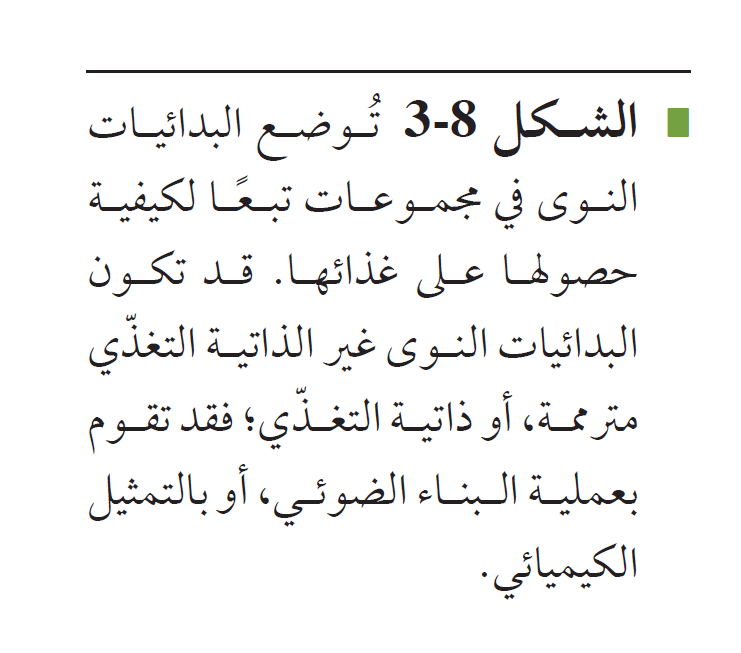 الشكل 8-3 تُوضع البدائيات
النوى في مجموعات تبعًا لكيفية
حصولها على غذائها. قد تكون
البدائيات النوى غير الذاتية التغذّي
مترممة، أو ذاتية التغذّي؛ فقد تقوم
بعملية البناء الضوئي، أو بالتمثيل
الكيميائي.